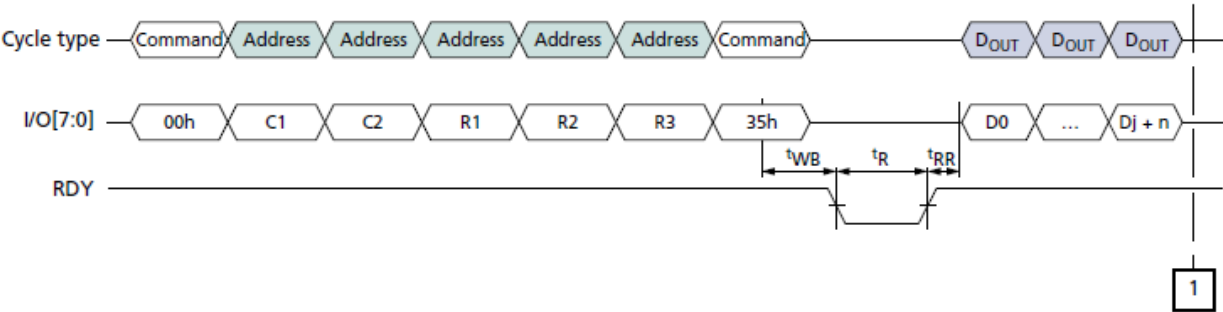 Cycle type Command Address Address Address Address Address Command DOUT DOUT DOUT
I/O[7:0] 00h C1 C2 R1 R2 R3 35h D0 ... Dj + n
tWB tR tRR
RDY
1